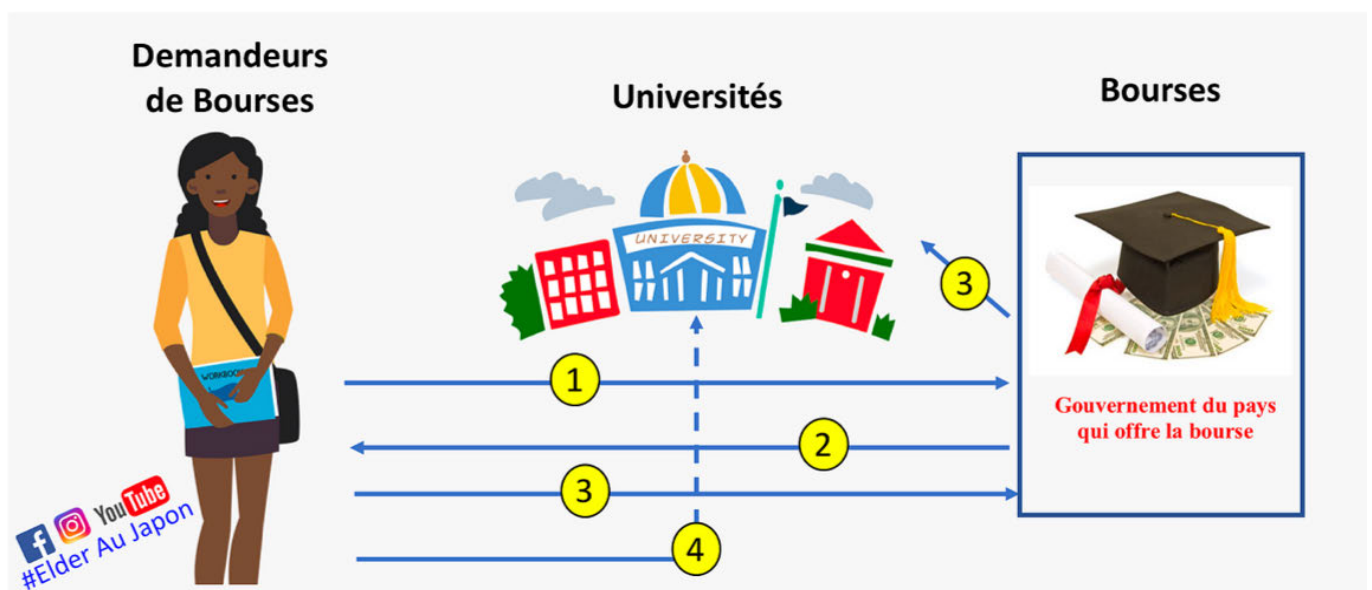 Demandeurs
de Bourses
Universités
Bourses
UNIVERSITY
3
WORKBOOK
1
Gouvernement du pays
qui offre la bourse
2
3
YouTube
#Elder Au Japon
4